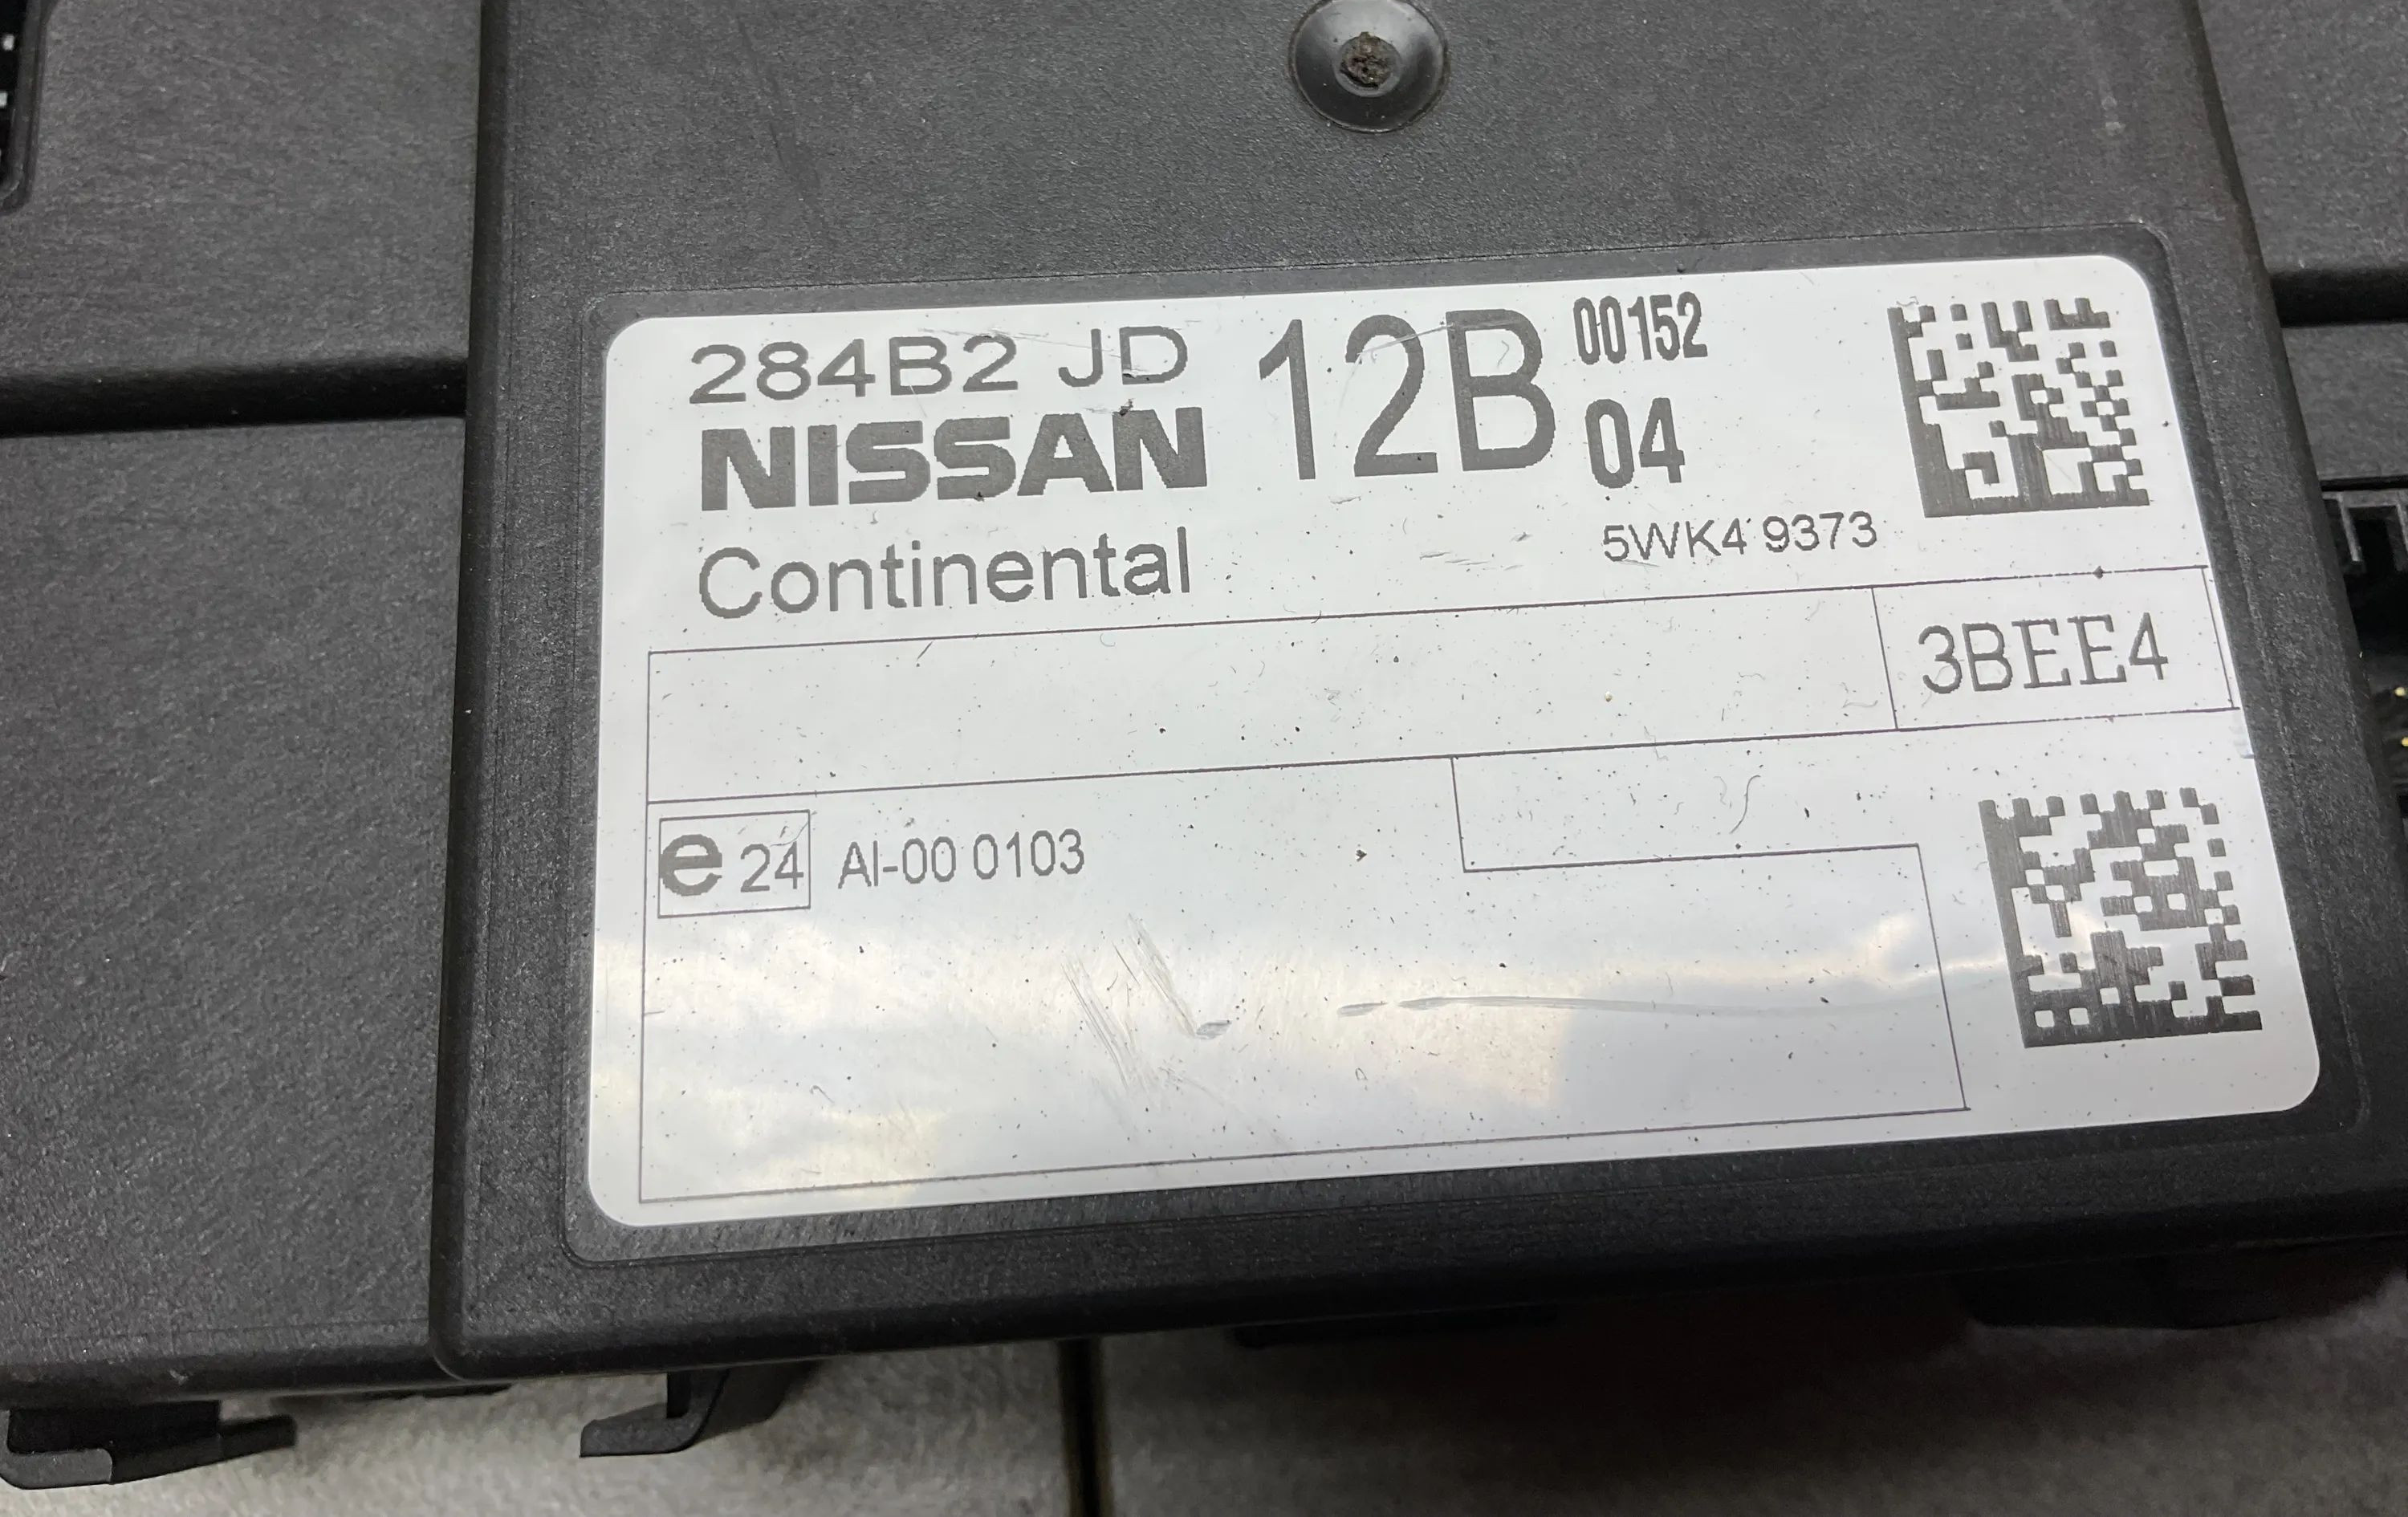 284B2 JD 12B 00152
NISSAN 04
Continental 5WK4 9373
3BEE4
e 24 AI-00 0103